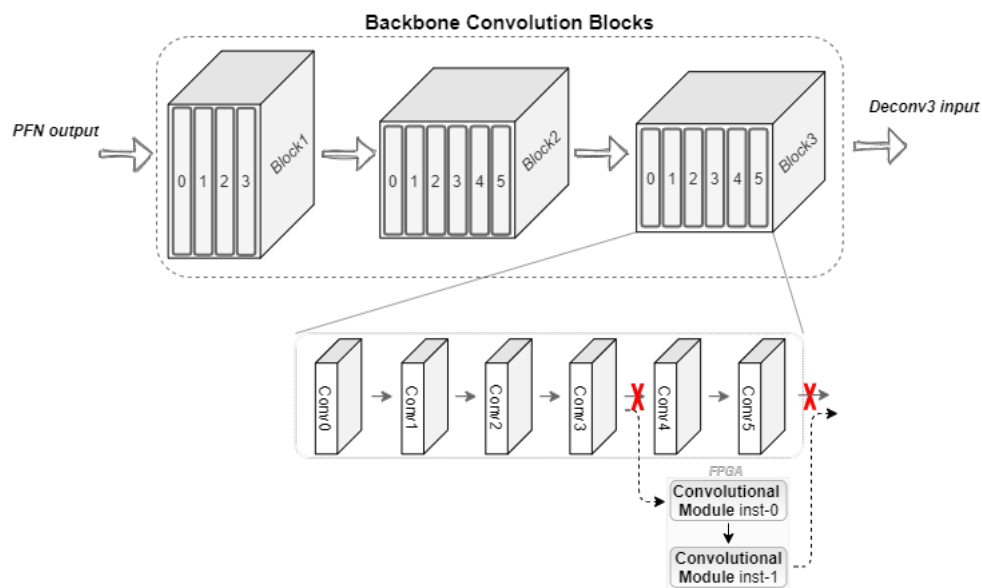 Backbone Convolution Blocks
PFN output
Deconv3 input
0 1 2 3
Block1
0 1 2 3 4 5
Block2
0 1 2 3 4 5
Block3
Conv0
Conv1
Conv2
Conv3
Conv4
Conv5
FPGA
Convolutional
Module inst-0
Convolutional
Module inst-1